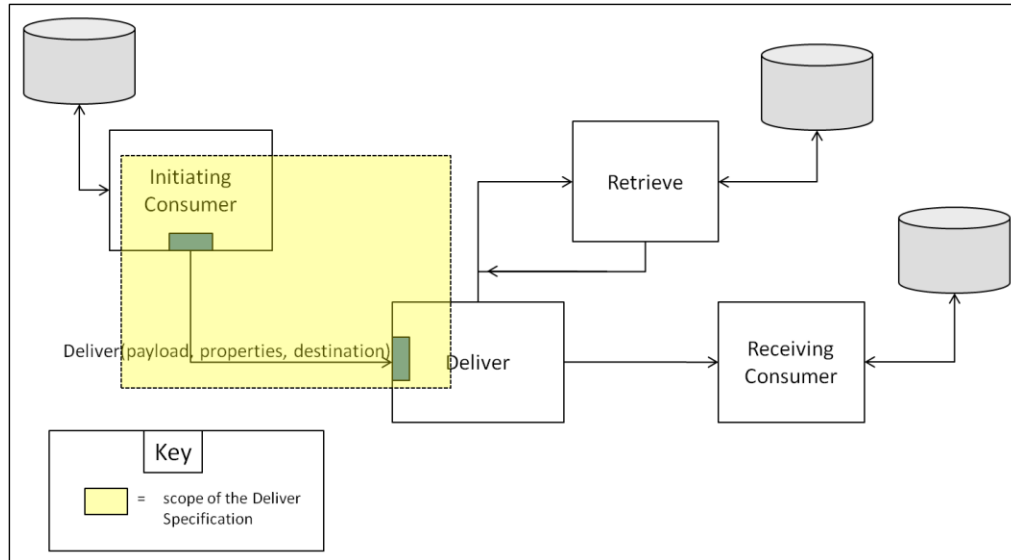 Initiating
Consumer
Retrieve
Deliver(payload, properties, destination)
Deliver
Receiving
Consumer
Key
= scope of the Deliver
Specification